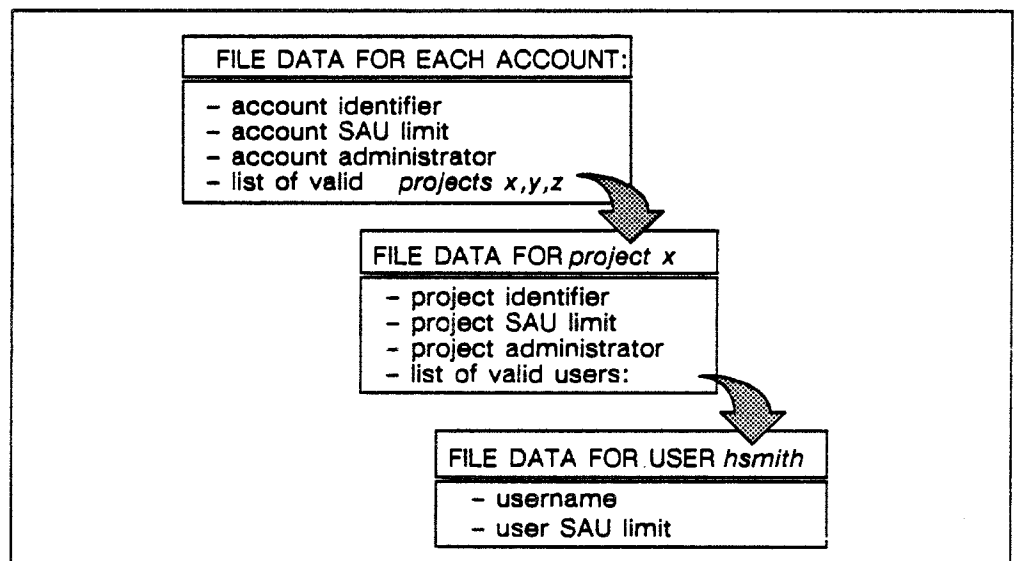 FILE DATA FOR EACH ACCOUNT:
– account identifier
– account SAU limit
– account administrator
– list of valid projects x,y,z
FILE DATA FOR project x
– project identifier
– project SAU limit
– project administrator
– list of valid users:
FILE DATA FOR USER hsmith
– username
– user SAU limit